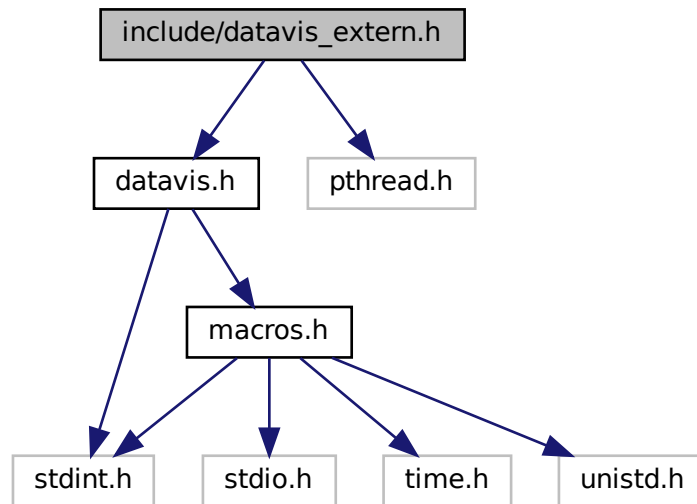 include/datavis_extern.h
datavis.h
pthread.h
macros.h
stdint.h
stdio.h
time.h
unistd.h